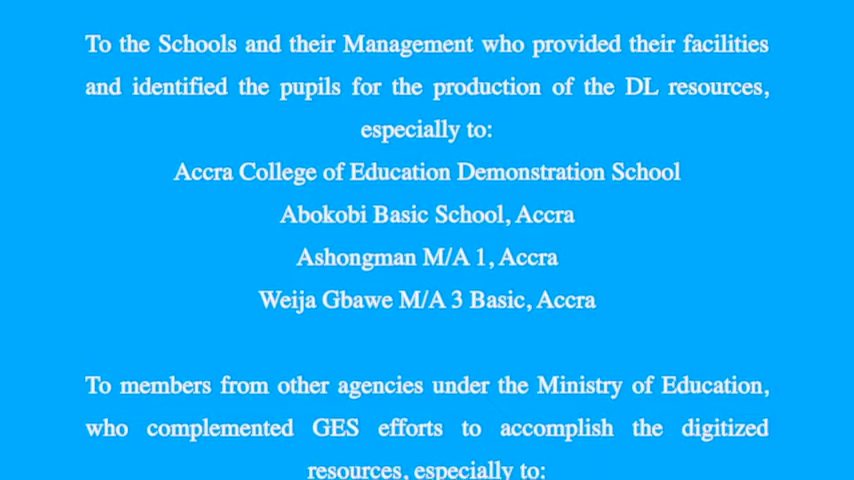 To the Schools and their Management who provided their facilities
and identified the pupils for the production of the DL resources,
especially to:
Accra College of Education Demonstration School
Abokobi Basic School, Accra
Ashongman M/A 1, Accra
Weija Gbawe M/A 3 Basic, Accra
To members from other agencies under the Ministry of Education,
who complemented GES efforts to accomplish the digitized
resources, especially to: